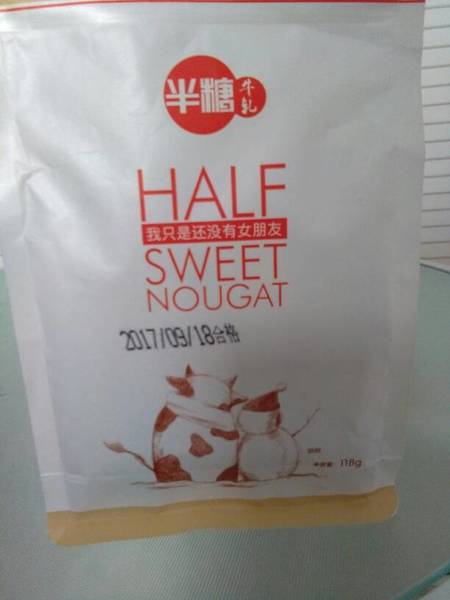 半糖
牛轧
HALF
我只是还没有女朋友
SWEET
NOUGAT
2017/09/18合格
118g